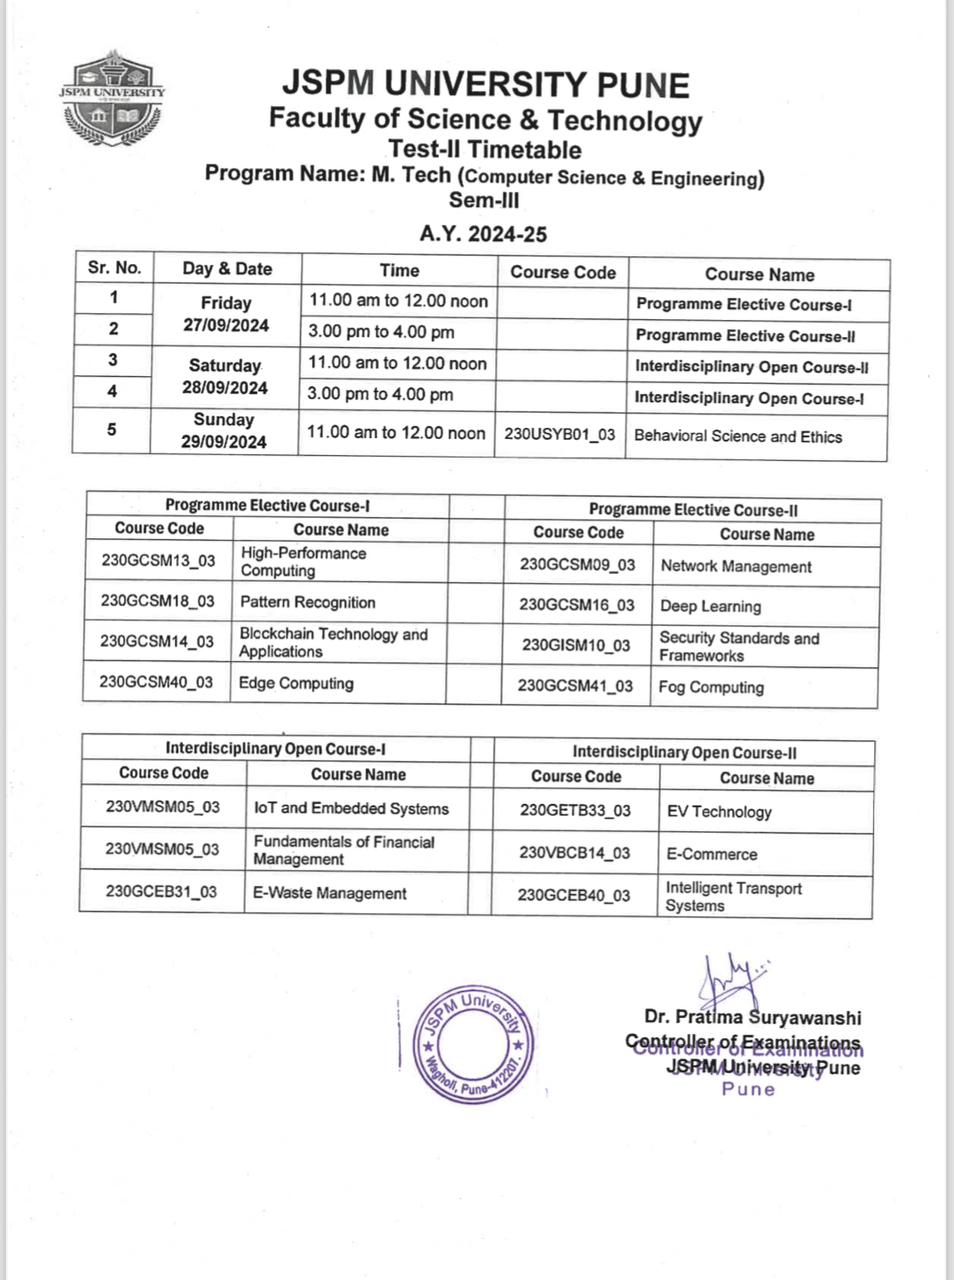 JSPM UNIVERSITY
JSPM UNIVERSITY PUNE
Faculty of Science & Technology
Test-II Timetable
Program Name: M. Tech (Computer Science & Engineering)
Sem-III
A.Y. 2024-25
Sr. No. Day & Date Time Course Code Course Name
1 Friday 27/09/2024 11.00 am to 12.00 noon Programme Elective Course-I
2 3.00 pm to 4.00 pm Programme Elective Course-II
3 Saturday 28/09/2024 11.00 am to 12.00 noon Interdisciplinary Open Course-II
4 3.00 pm to 4.00 pm Interdisciplinary Open Course-I
5 Sunday 29/09/2024 11.00 am to 12.00 noon 230USYB01_03 Behavioral Science and Ethics
Programme Elective Course-I Programme Elective Course-II
Course Code Course Name Course Code Course Name
230GCSM13_03 High-Performance Computing 230GCSM09_03 Network Management
230GCSM18_03 Pattern Recognition 230GCSM16_03 Deep Learning
230GCSM14_03 Blockchain Technology and Applications 230GISM10_03 Security Standards and Frameworks
230GCSM40_03 Edge Computing 230GCSM41_03 Fog Computing
Interdisciplinary Open Course-I Interdisciplinary Open Course-II
Course Code Course Name Course Code Course Name
230VMSM05_03 IoT and Embedded Systems 230GETB33_03 EV Technology
230VMSM05_03 Fundamentals of Financial Management 230VBCB14_03 E-Commerce
230GCEB31_03 E-Waste Management 230GCEB40_03 Intelligent Transport Systems
JSPM University
Wagholi, Pune-412207.
Dr. Pratima Suryawanshi
Controller of Examinations
Controller of Examination
JSPM University Pune
JSPM University
Pune